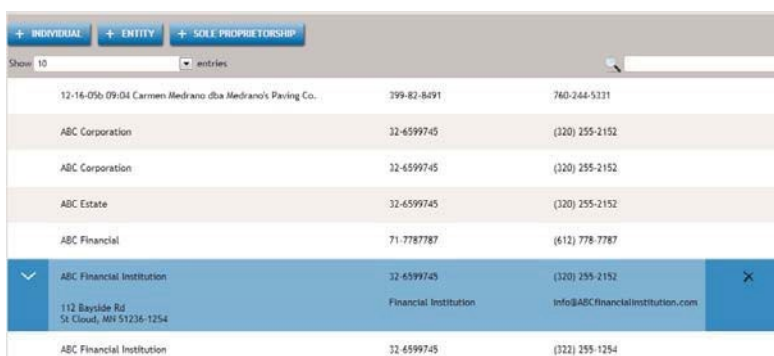 + INDIVIDUAL + ENTITY + SOLE PROPRIETORSHIP
Show 10 entries
12-16-05b 09:04 Carmen Medrano dba Medrano's Paving Co. 399-82-8491 760-244-5331
ABC Corporation 32-6599745 (320) 255-2152
ABC Corporation 32-6599745 (320) 255-2152
ABC Estate 32-6599745 (320) 255-2152
ABC Financial 71-7787787 (612) 778-7787
ABC Financial Institution 32-6599745 (320) 255-2152
112 Bayside Rd Financial Institution info@ABCfinancialinstitution.com
St Cloud, MN 51236-1254
ABC Financial Institution 32-6599745 (322) 255-1254